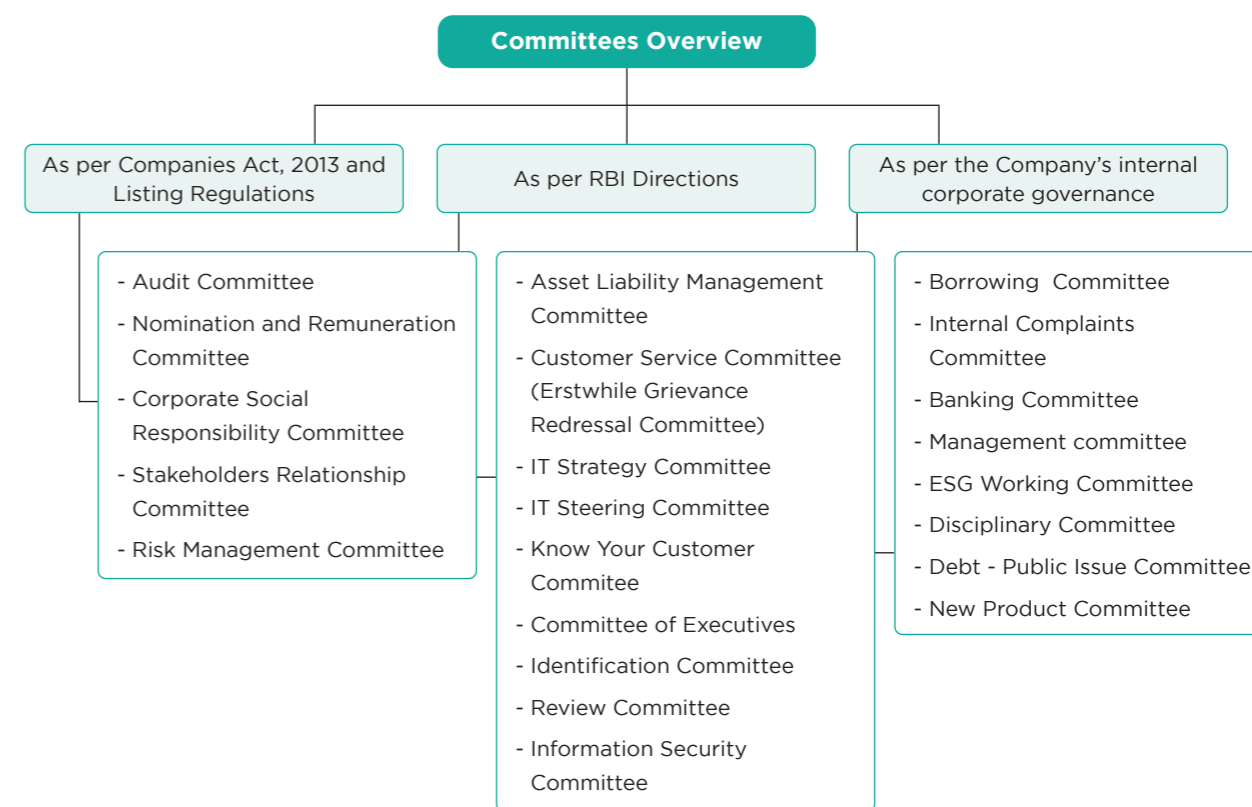 Committees Overview
As per Companies Act, 2013 and
Listing Regulations
As per RBI Directions
As per the Company's internal
corporate governance
- Audit Committee
- Nomination and Remuneration
Committee
- Corporate Social
Responsibility Committee
- Stakeholders Relationship
Committee
- Risk Management Committee
- Asset Liability Management
Committee
- Customer Service Committee
(Erstwhile Grievance
Redressal Committee)
- IT Strategy Committee
- IT Steering Committee
- Know Your Customer
Commitee
- Committee of Executives
- Identification Committee
- Review Committee
- Information Security
Committee
- Borrowing  Committee
- Internal Complaints
Committee
- Banking Committee
- Management committee
- ESG Working Committee
- Disciplinary Committee
- Debt - Public Issue Committee
- New Product Committee